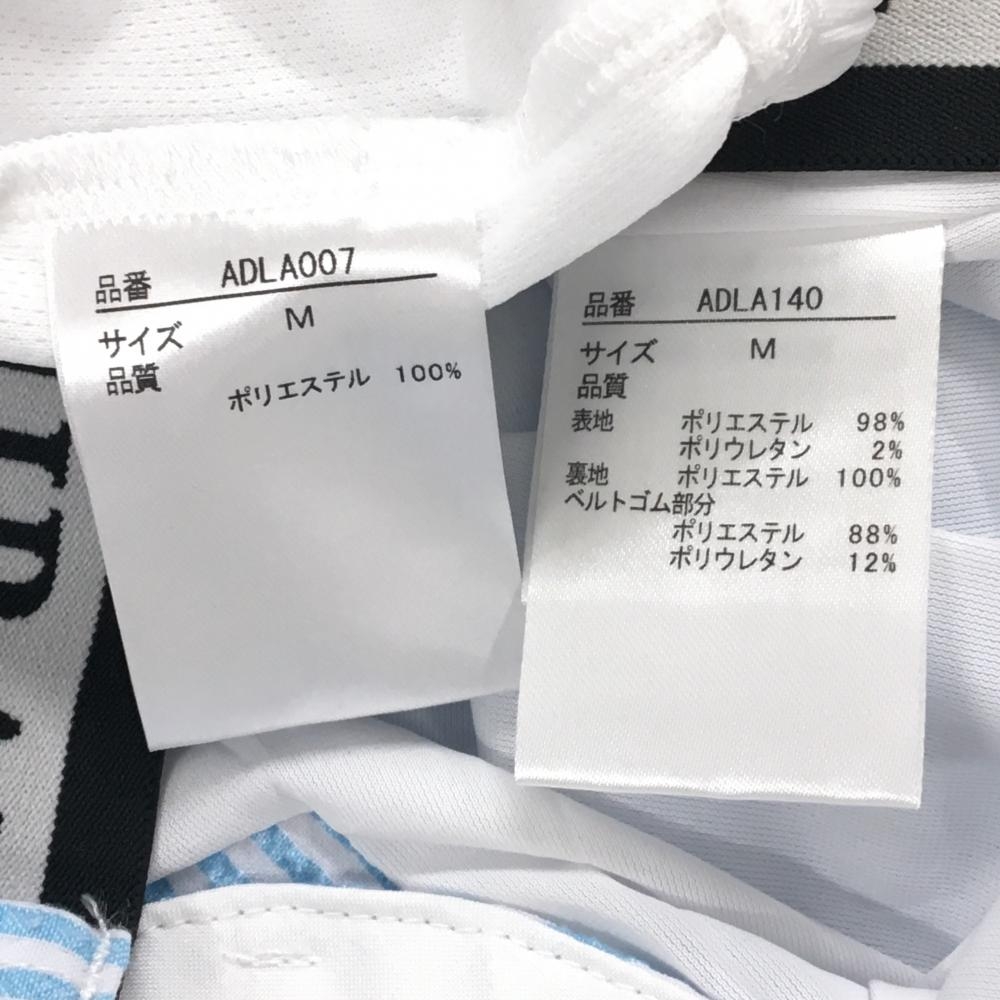 品番 ADLA007
サイズ M
品質
ポリエステル 100%
品番 ADLA140
サイズ M
品質
表地 ポリエステル 98%
ポリウレタン 2%
裏地 ポリエステル 100%
ベルトゴム部分
ポリエステル 88%
ポリウレタン 12%